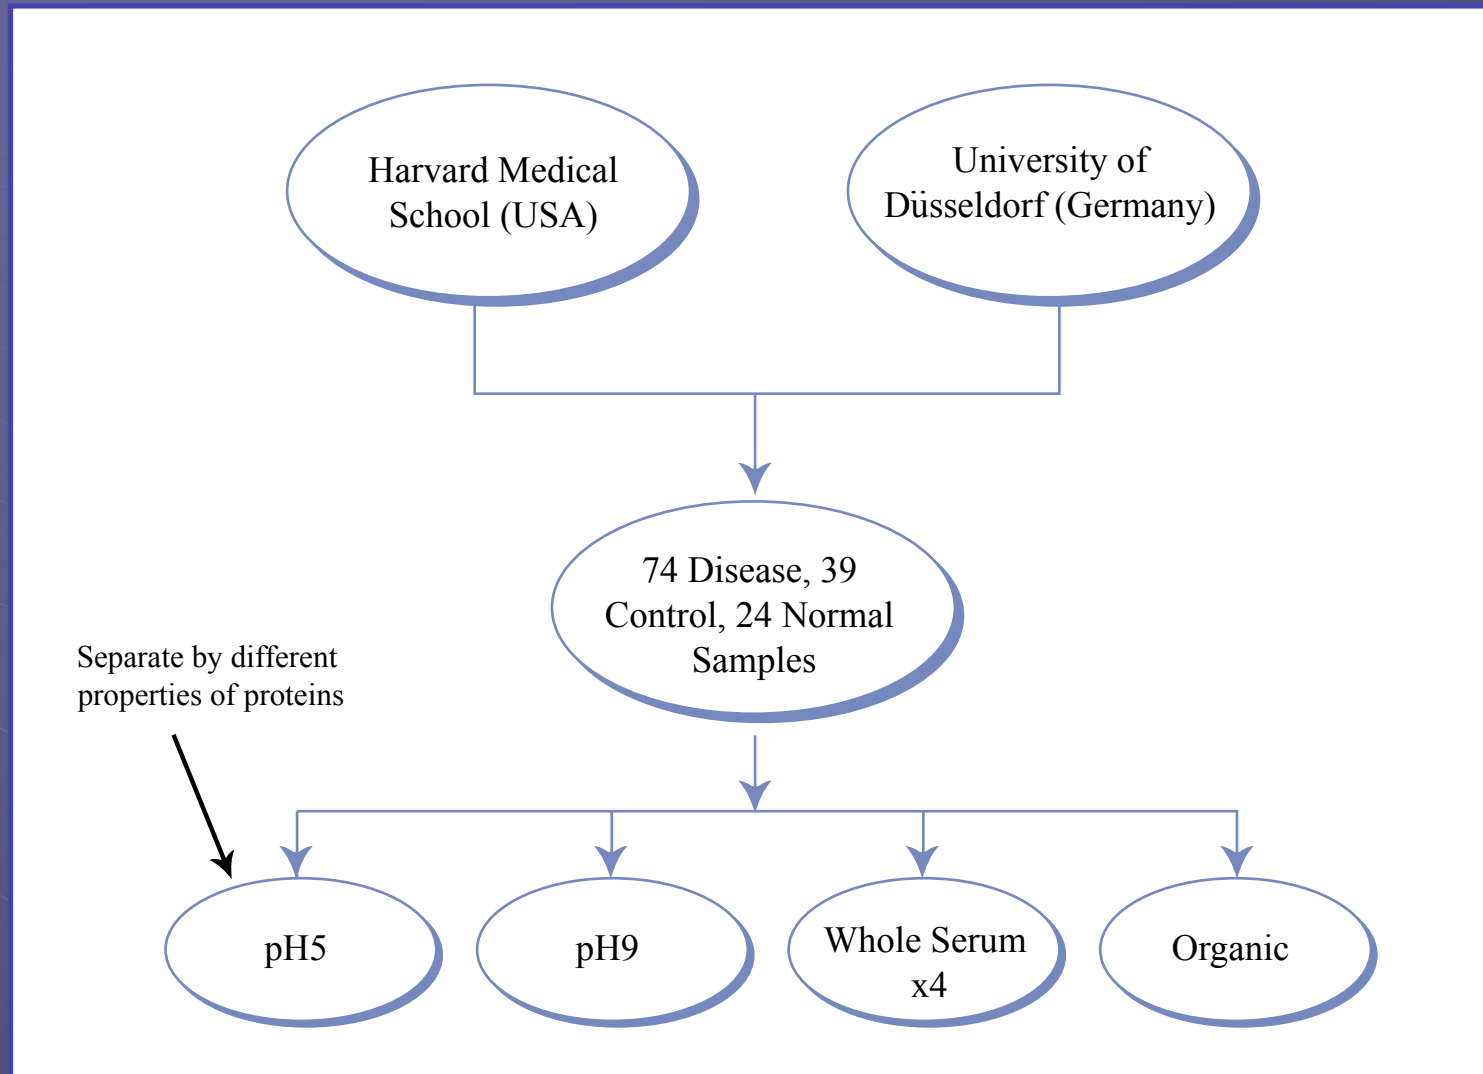 Harvard Medical
School (USA)
University of
Düsseldorf (Germany)
74 Disease, 39
Control, 24 Normal
Samples
Separate by different
properties of proteins
pH5
pH9
Whole Serum
x4
Organic